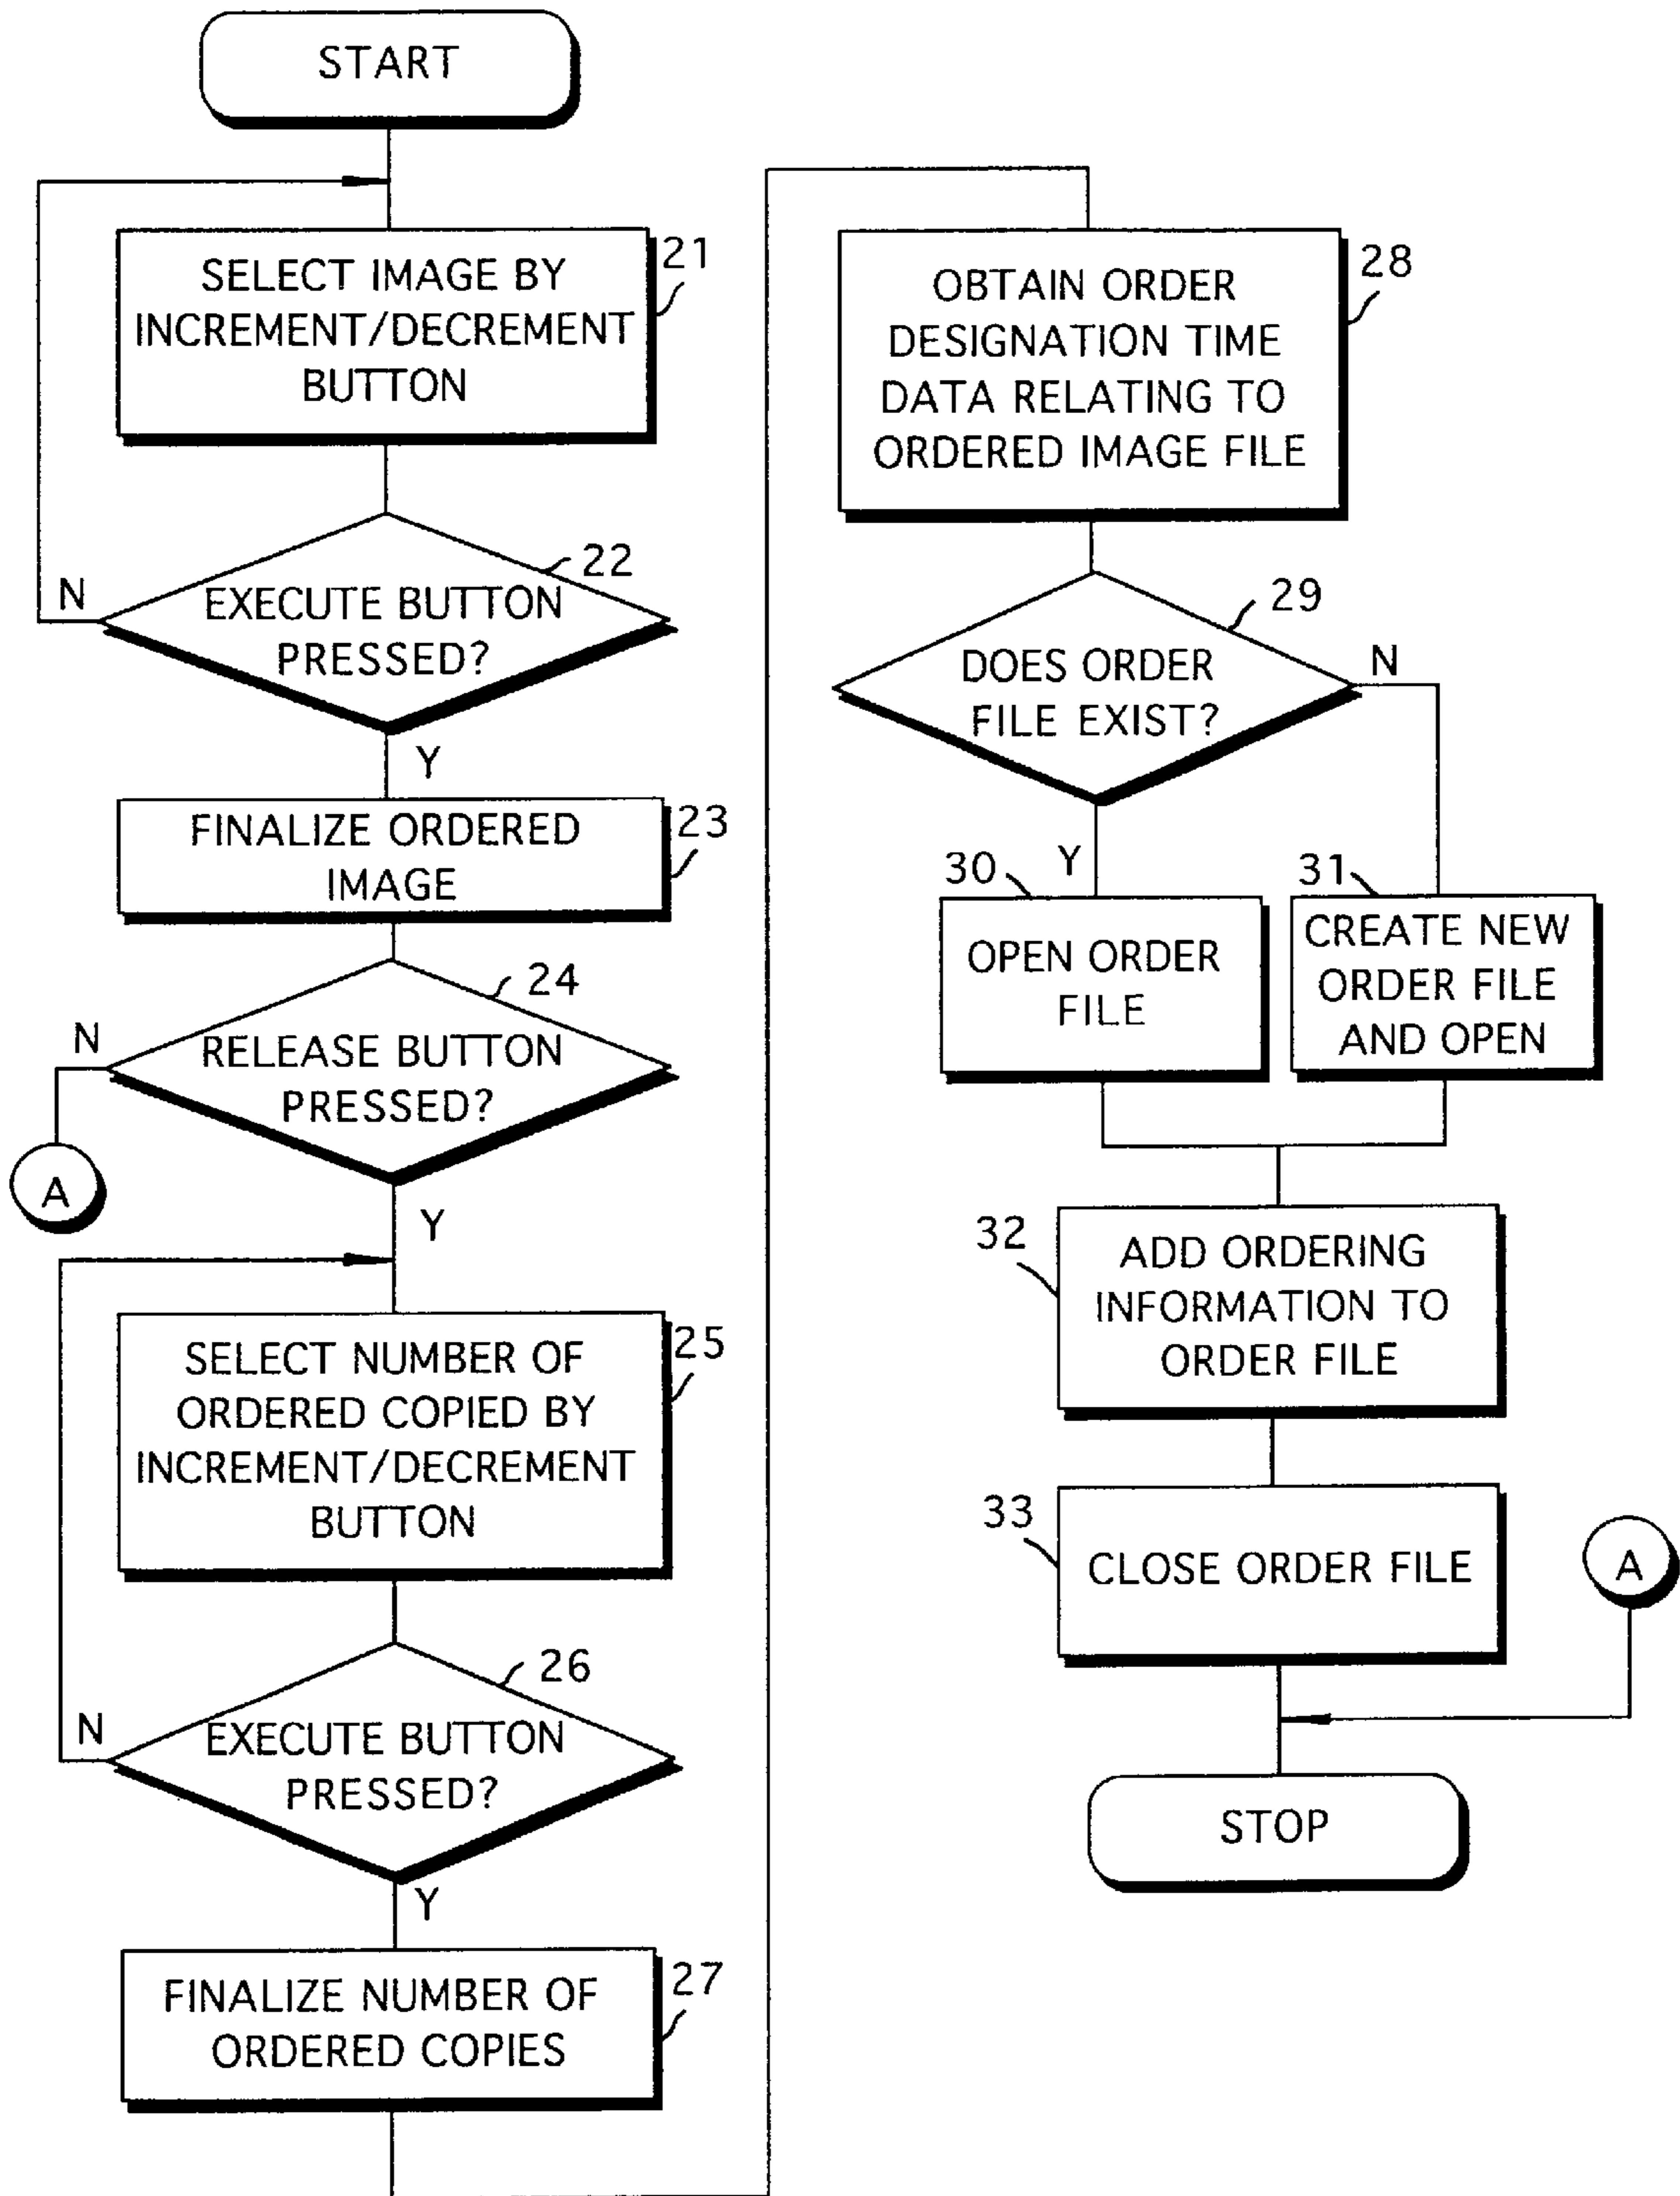 START
SELECT IMAGE BY
INCREMENT/DECREMENT
BUTTON
21
EXECUTE BUTTON
PRESSED?
22
N
Y
FINALIZE ORDERED
IMAGE
23
RELEASE BUTTON
PRESSED?
24
N
A
Y
SELECT NUMBER OF
ORDERED COPIED BY
INCREMENT/DECREMENT
BUTTON
25
EXECUTE BUTTON
PRESSED?
26
N
Y
FINALIZE NUMBER OF
ORDERED COPIES
27
OBTAIN ORDER
DESIGNATION TIME
DATA RELATING TO
ORDERED IMAGE FILE
28
DOES ORDER
FILE EXIST?
29
N
Y
30
OPEN ORDER
FILE
31
CREATE NEW
ORDER FILE
AND OPEN
32
ADD ORDERING
INFORMATION TO
ORDER FILE
33
CLOSE ORDER FILE
A
STOP